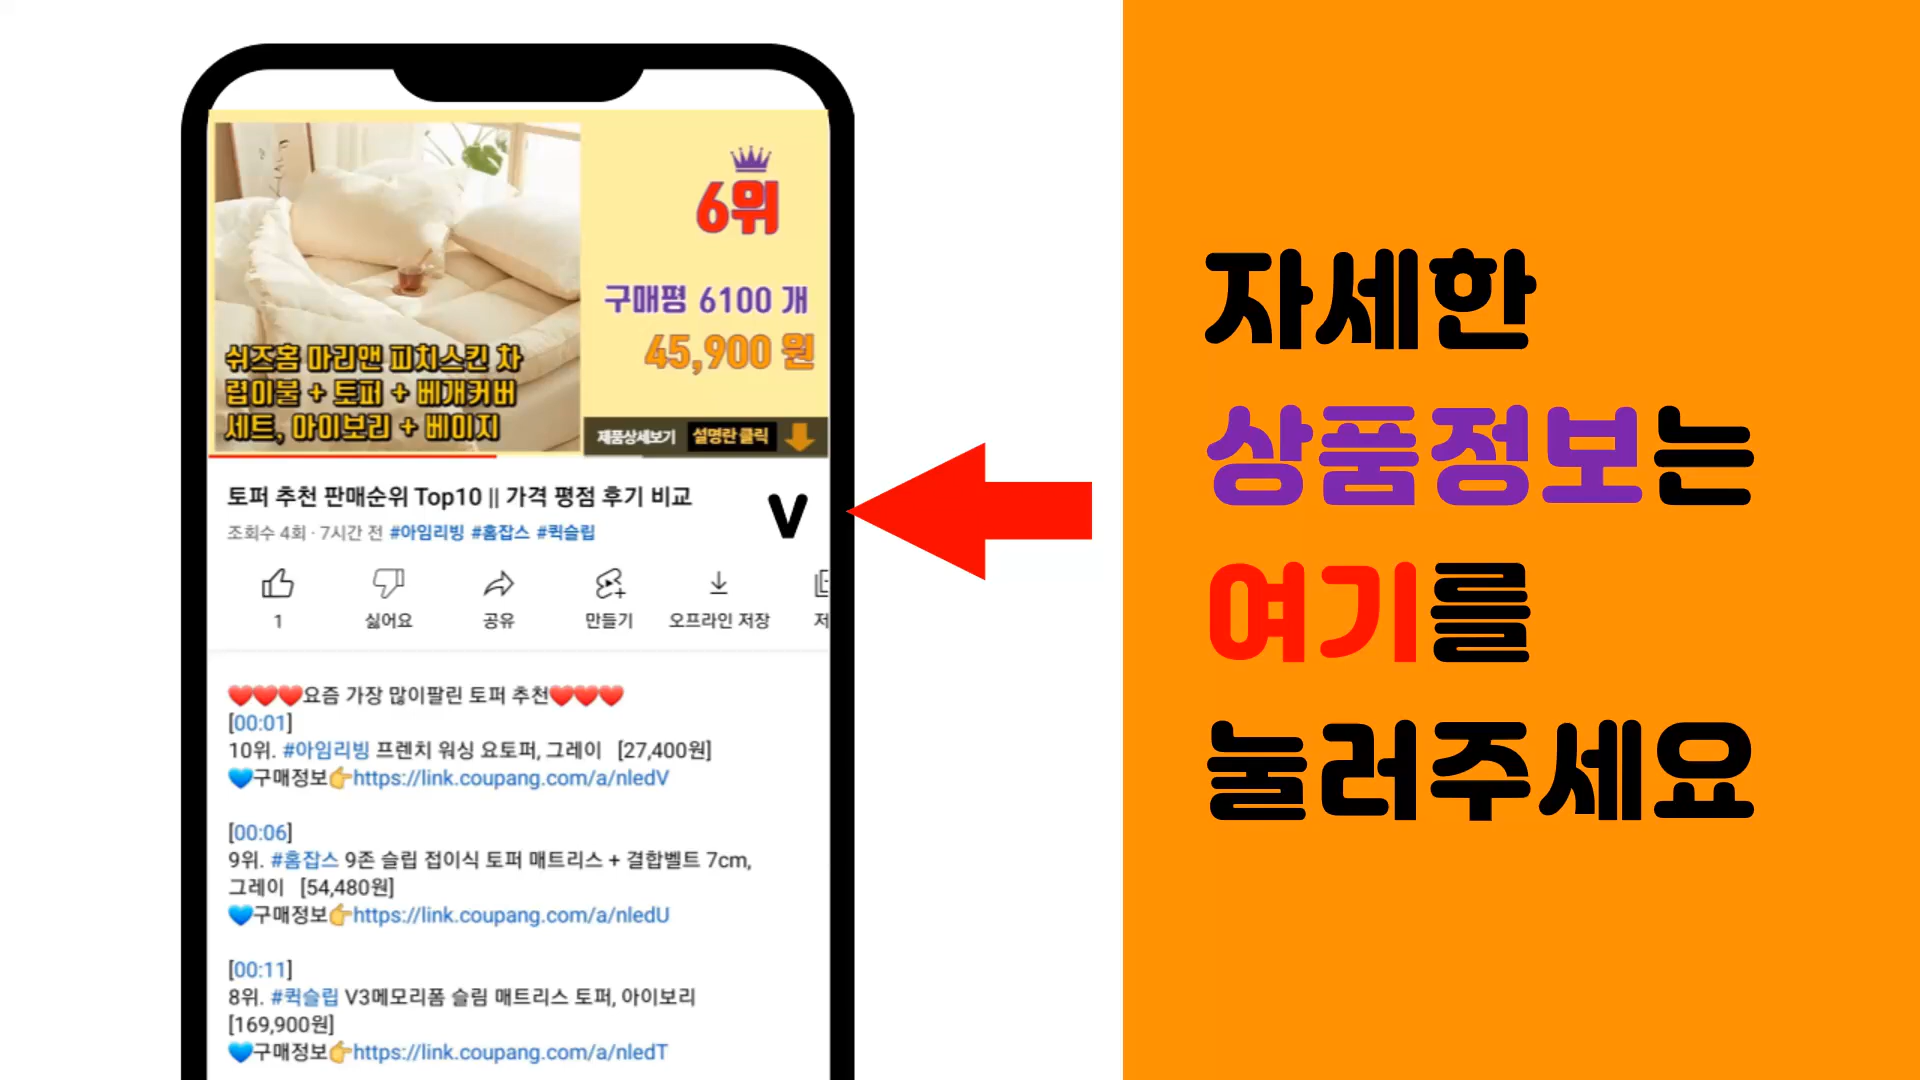 6위
구매평 6100 개
45,900 원
쉬즈홈 마리앤 피치스킨 차
렵이불 + 토퍼 + 베개커버
세트, 아이보리 + 베이지
제품상세보기 설명란 클릭
토퍼 추천 판매순위 Top10 || 가격 평점 후기 비교
V
조회수 4회 · 7시간 전 #아임리빙 #홈잡스 #퀵슬립
1 싫어요 공유 만들기 오프라인 저장 저
❤️❤️❤️요즘 가장 많이팔린 토퍼 추천❤️❤️❤️
[00:01]
10위. #아임리빙 프렌치 워싱 요토퍼, 그레이 [27,400원]
💙구매정보👉https://link.coupang.com/a/nledV
[00:06]
9위. #홈잡스 9존 슬립 접이식 토퍼 매트리스 + 결합벨트 7cm,
그레이 [54,480원]
💙구매정보👉https://link.coupang.com/a/nledU
[00:11]
8위. #퀵슬립 V3메모리폼 슬림 매트리스 토퍼, 아이보리
[169,900원]
💙구매정보👉https://link.coupang.com/a/nledT
자세한
상품정보는
여기를
눌러주세요